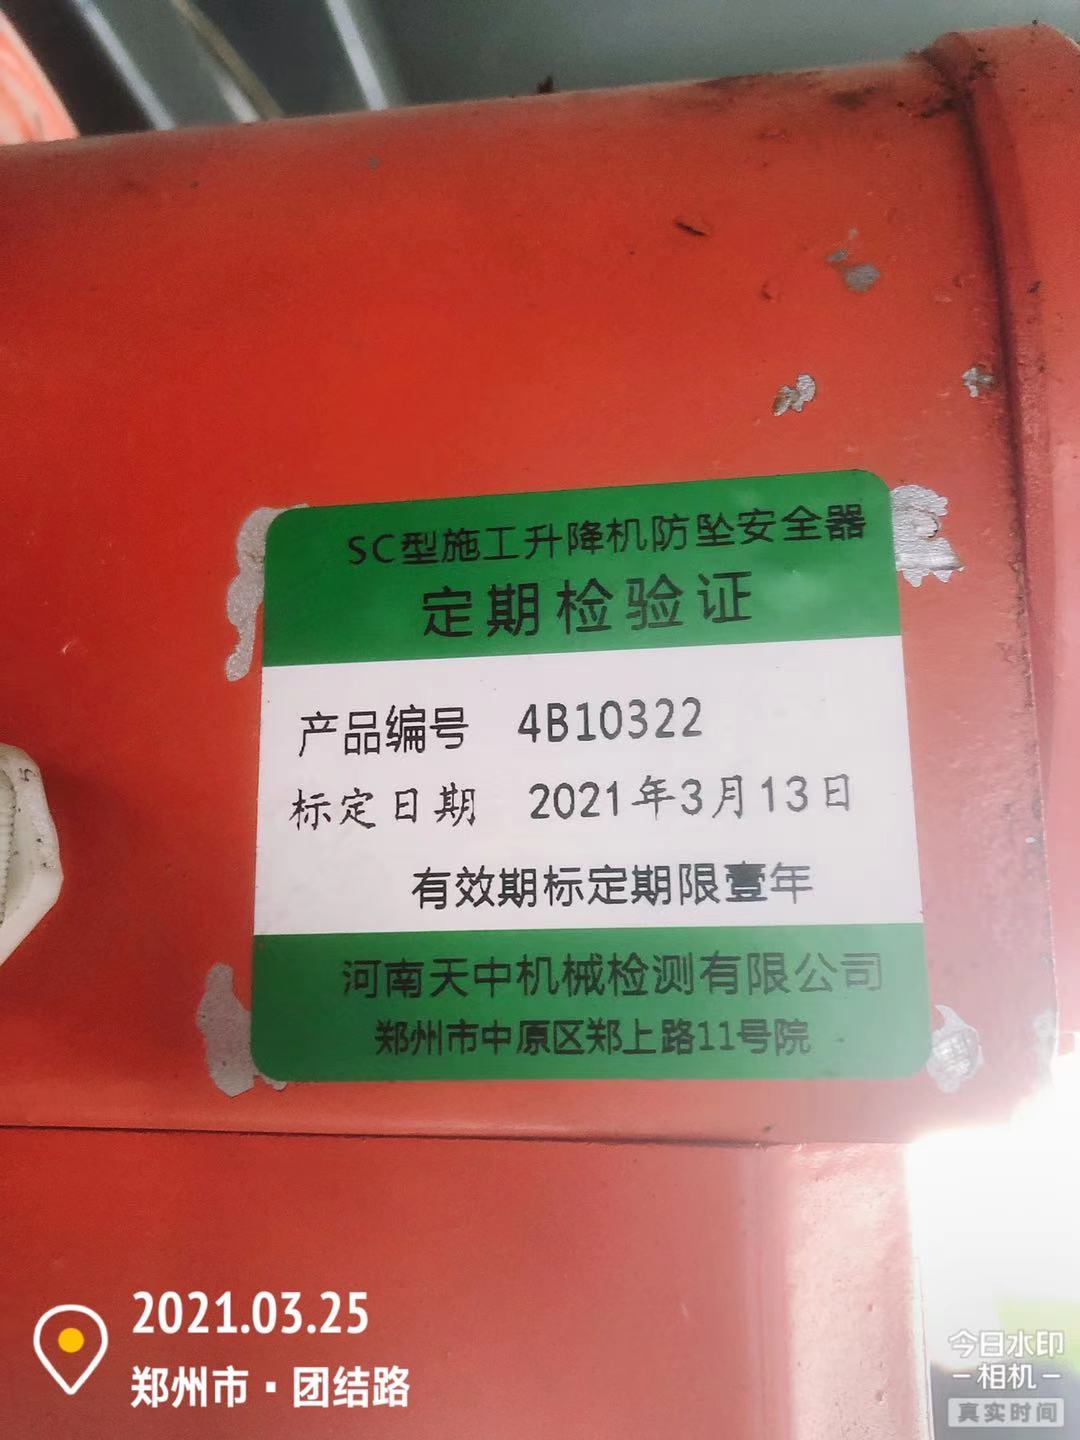 SC型施工升降机防坠安全器
定期检验证
产品编号 4B10322
标定日期 2021年3月13日
有效期标定期限壹年
河南天中机械检测有限公司
郑州市中原区郑上路11号院
2021.03.25
郑州市·团结路
今日水印
-相机-
真实时间